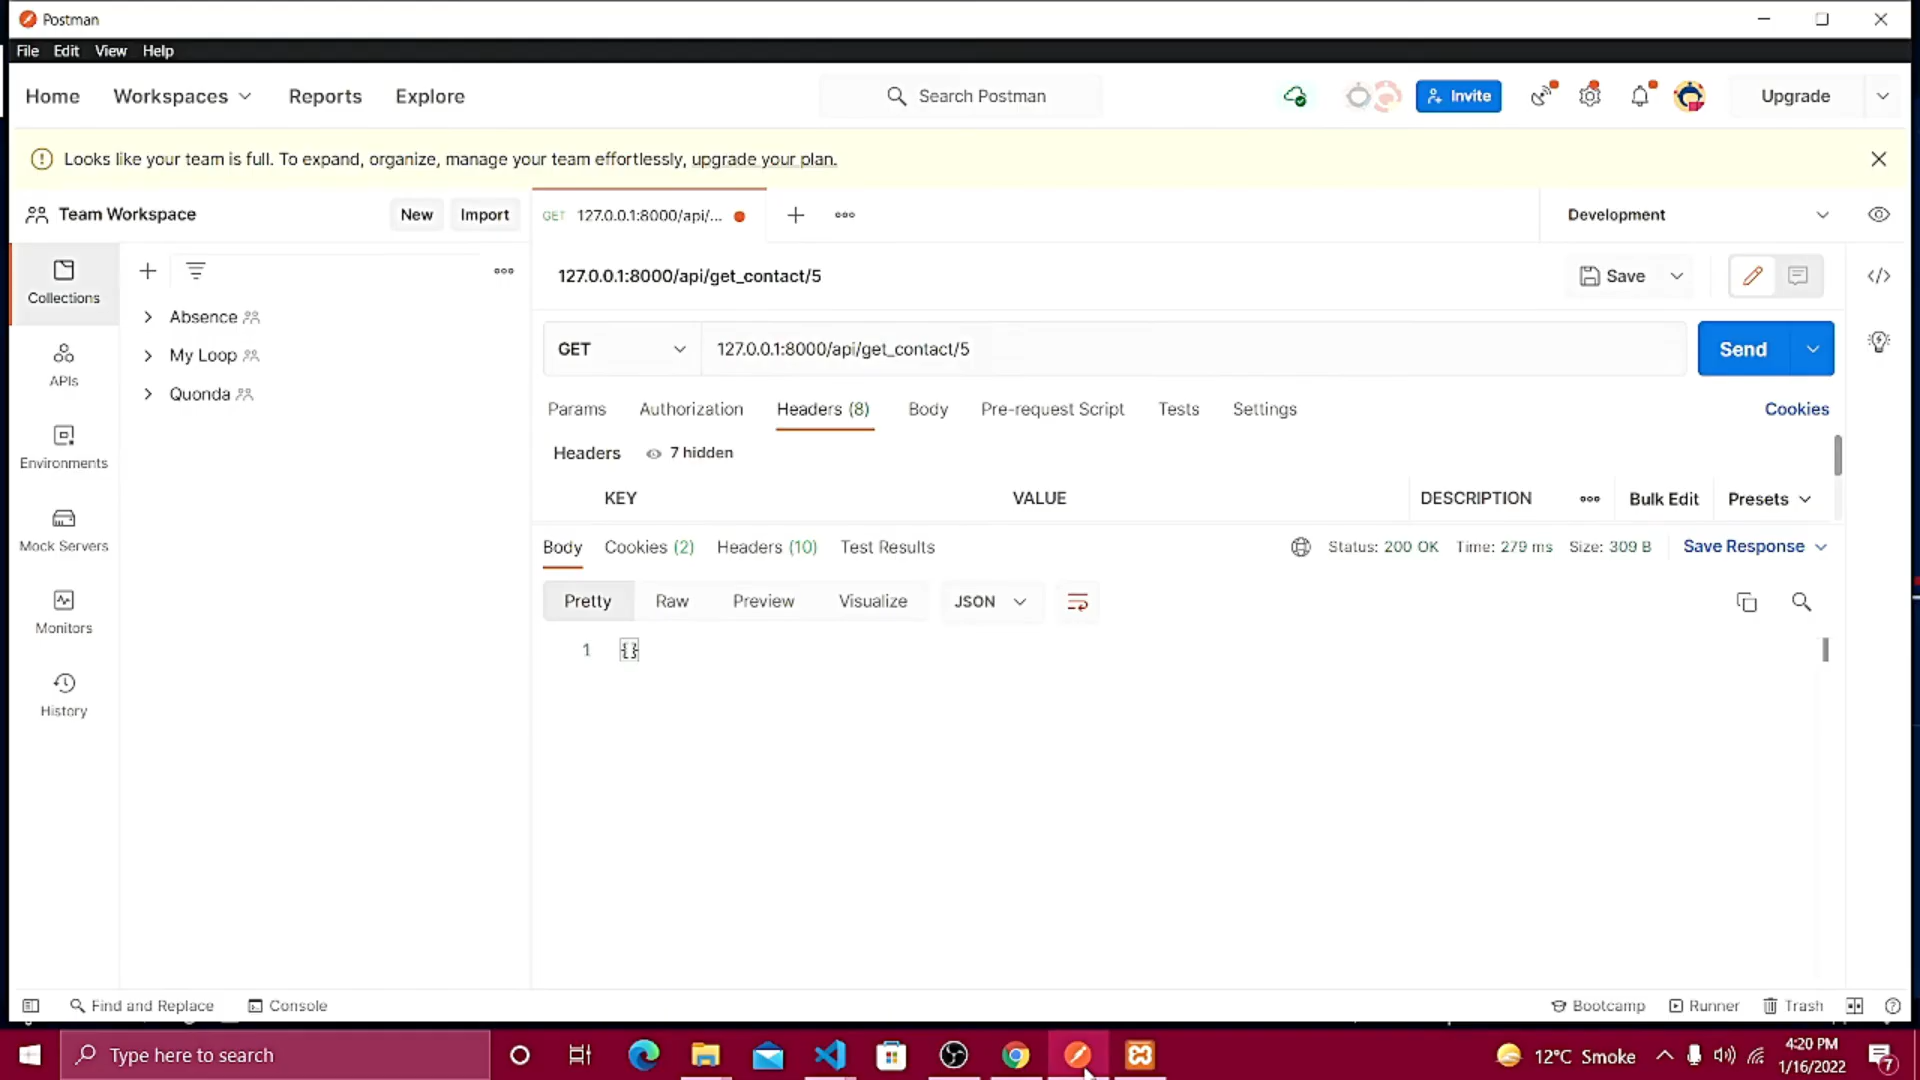 Postman
File Edit View Help
Home Workspaces Reports Explore Search Postman Invite Upgrade
Looks like your team is full. To expand, organize, manage your team effortlessly, upgrade your plan.
Team Workspace New Import GET 127.0.0.1:8000/api/... Development
Collections
Absence
My Loop
Quonda
APIs
Environments
Mock Servers
Monitors
History
127.0.0.1:8000/api/get_contact/5 Save
GET 127.0.0.1:8000/api/get_contact/5 Send
Params Authorization Headers (8) Body Pre-request Script Tests Settings Cookies
Headers 7 hidden
KEY VALUE DESCRIPTION Bulk Edit Presets
Body Cookies (2) Headers (10) Test Results Status: 200 OK Time: 279 ms Size: 309 B Save Response
Pretty Raw Preview Visualize JSON
1 {}
Find and Replace Console Bootcamp Runner Trash
Type here to search 12°C Smoke 4:20 PM
1/16/2022 7